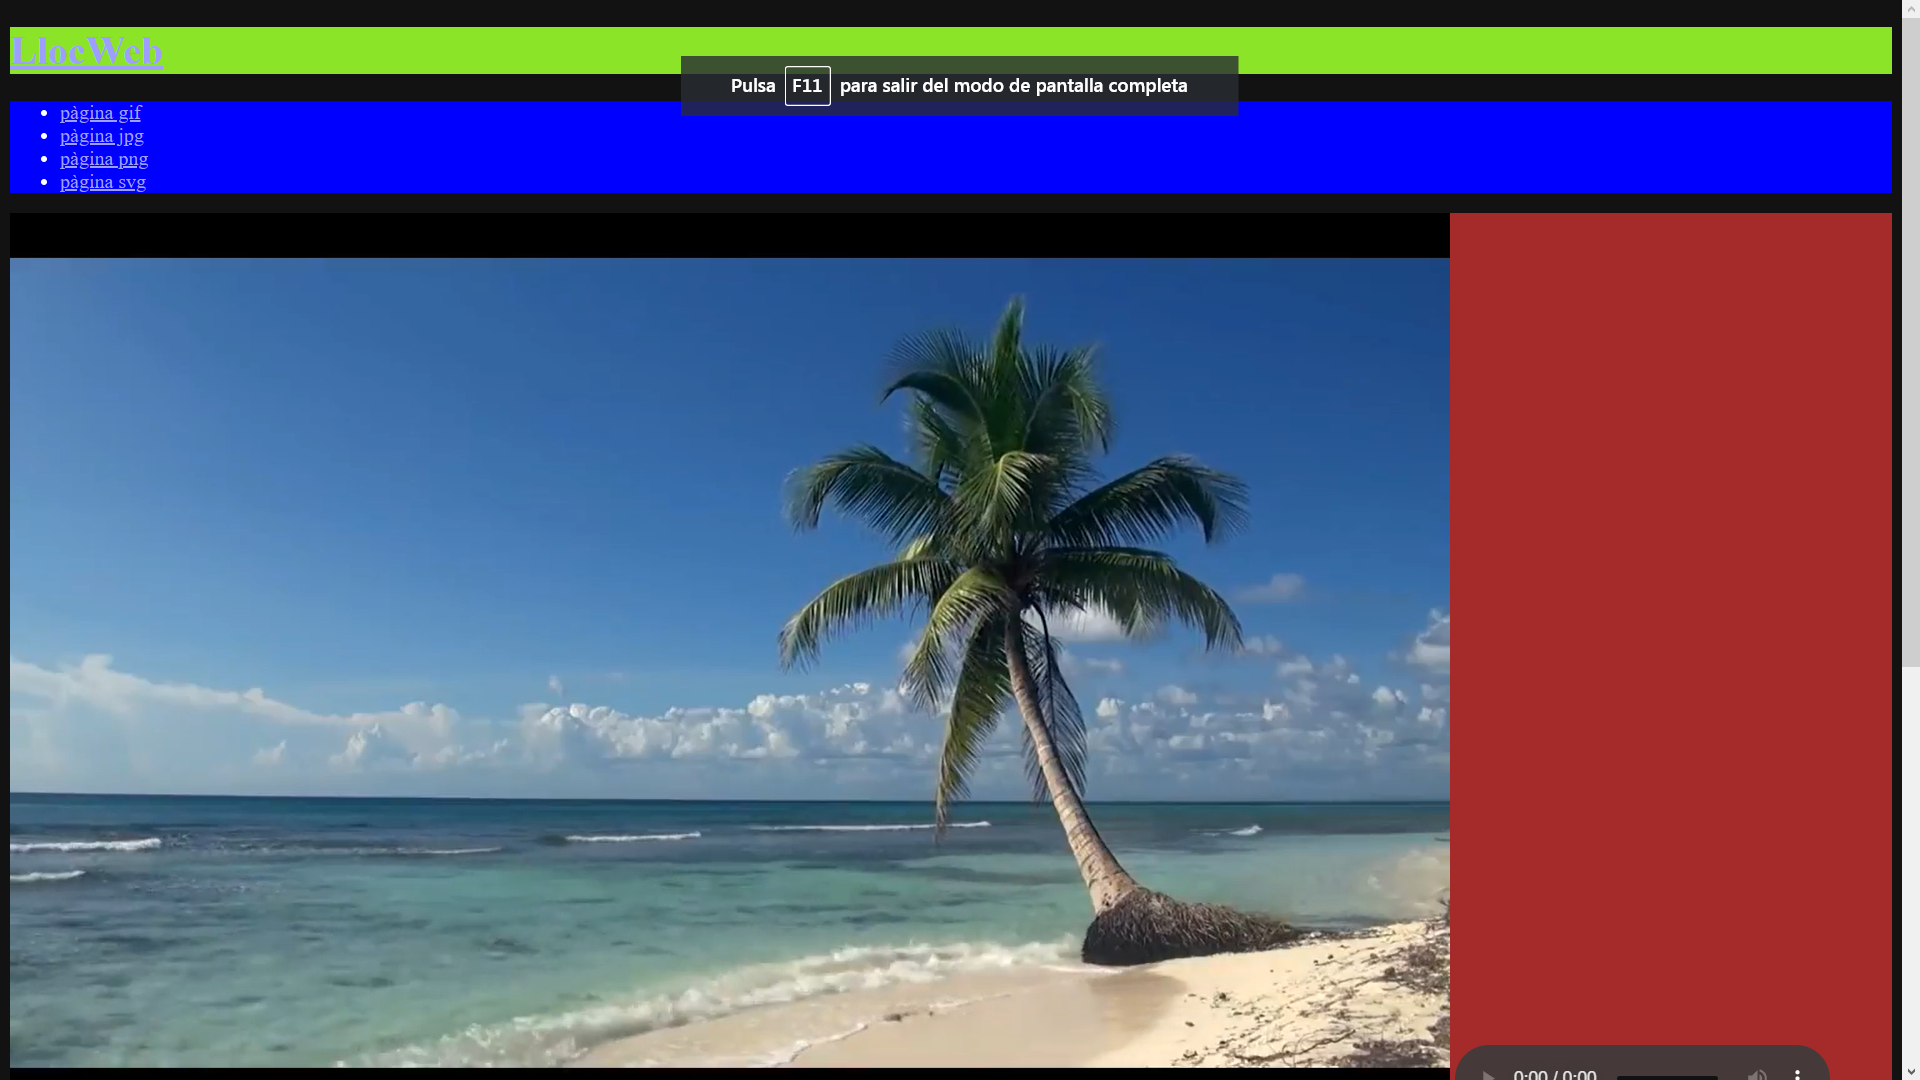 LlocWeb
Pulsa F11 para salir del modo de pantalla completa
pàgina gif
pàgina jpg
pàgina png
pàgina svg
0:00 / 0:00